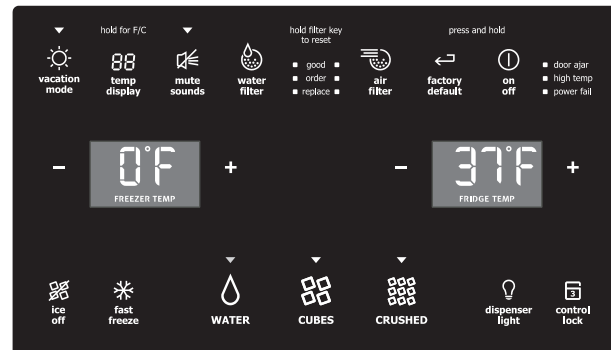 hold for F/C
hold filter key
to reset
press and hold
88
vacation
mode
temp
display
mute
sounds
water
filter
good
order
replace
air
filter
factory
default
on
off
door ajar
high temp
power fail
– 0°F +
FREEZER TEMP
– 37°F +
FRIDGE TEMP
ice
off
fast
freeze
WATER
CUBES
CRUSHED
dispenser
light
3
control
lock